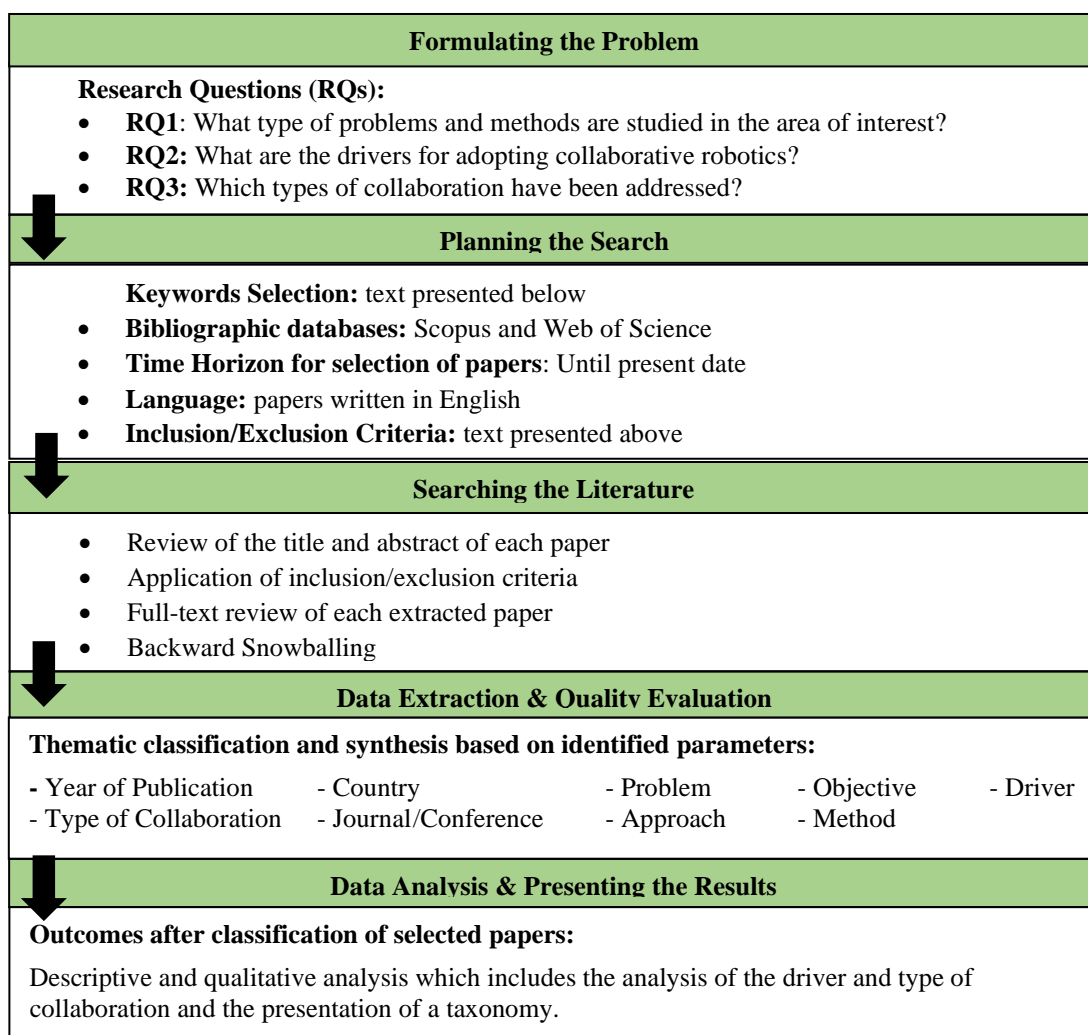 Formulating the Problem
Research Questions (RQs):
• RQ1: What type of problems and methods are studied in the area of interest?
• RQ2: What are the drivers for adopting collaborative robotics?
• RQ3: Which types of collaboration have been addressed?
Planning the Search
Keywords Selection: text presented below
• Bibliographic databases: Scopus and Web of Science
• Time Horizon for selection of papers: Until present date
• Language: papers written in English
• Inclusion/Exclusion Criteria: text presented above
Searching the Literature
• Review of the title and abstract of each paper
• Application of inclusion/exclusion criteria
• Full-text review of each extracted paper
• Backward Snowballing
Data Extraction & Quality Evaluation
Thematic classification and synthesis based on identified parameters:
- Year of Publication - Country - Problem - Objective - Driver
- Type of Collaboration - Journal/Conference - Approach - Method
Data Analysis & Presenting the Results
Outcomes after classification of selected papers:
Descriptive and qualitative analysis which includes the analysis of the driver and type of
collaboration and the presentation of a taxonomy.